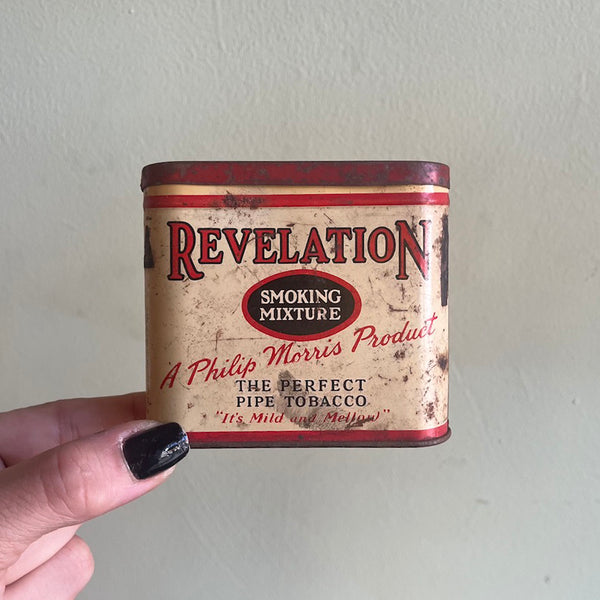 REVELATION
SMOKING
MIXTURE
A Philip Morris Product
THE PERFECT
PIPE TOBACCO
"It's Mild and Mellow"